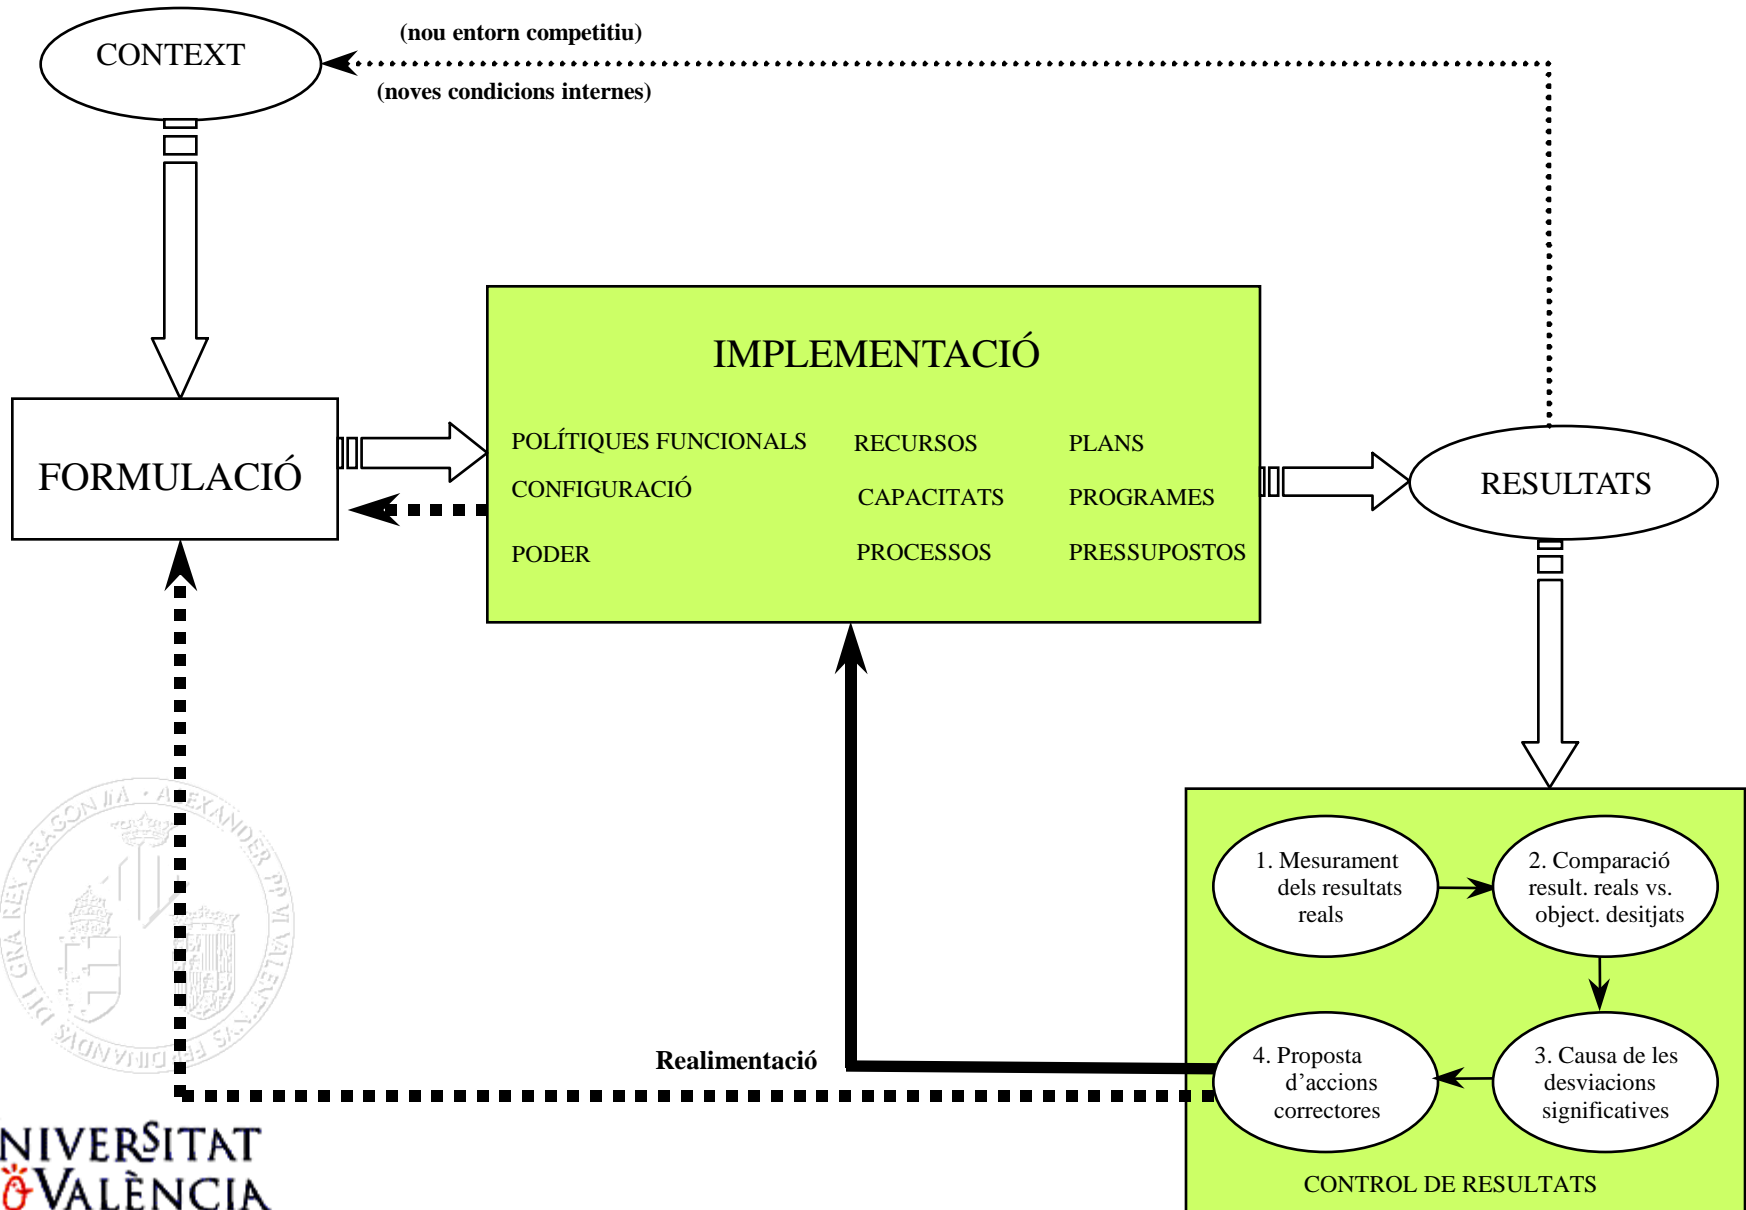 CONTEXT
(nou entorn competitiu)
(noves condicions internes)
IMPLEMENTACIÓ
POLÍTIQUES FUNCIONALS
RECURSOS
PLANS
CONFIGURACIÓ
CAPACITATS
PROGRAMES
PODER
PROCESSOS
PRESSUPOSTOS
FORMULACIÓ
RESULTATS
1. Mesurament
dels resultats
reals
2. Comparació
result. reals vs.
object. desitjats
3. Causa de les
desviacions
significatives
4. Proposta
d’accions
correctores
CONTROL DE RESULTATS
Realimentació
NIVERSITAT
VALÈNCIA